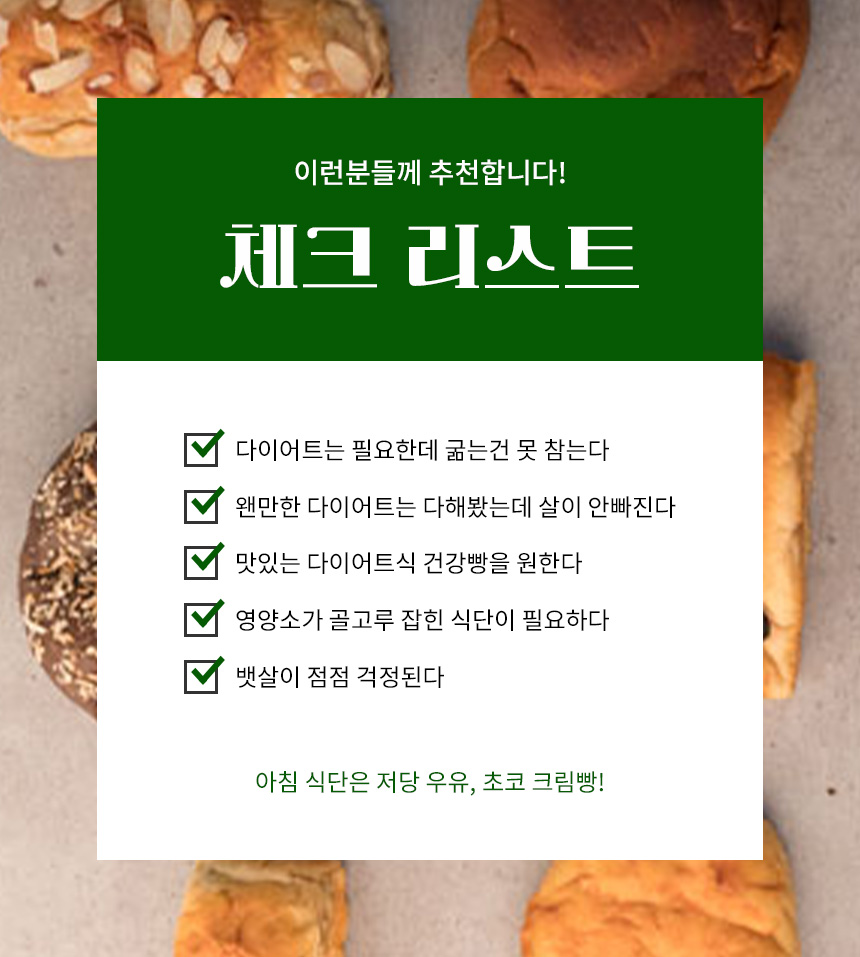 이런분들께 추천합니다!
체크 리스트
다이어트는 필요한데 굶는건 못 참는다
왠만한 다이어트는 다해봤는데 살이 안빠진다
맛있는 다이어트식 건강빵을 원한다
영양소가 골고루 잡힌 식단이 필요하다
뱃살이 점점 걱정된다
아침 식단은 저당 우유, 초코 크림빵!